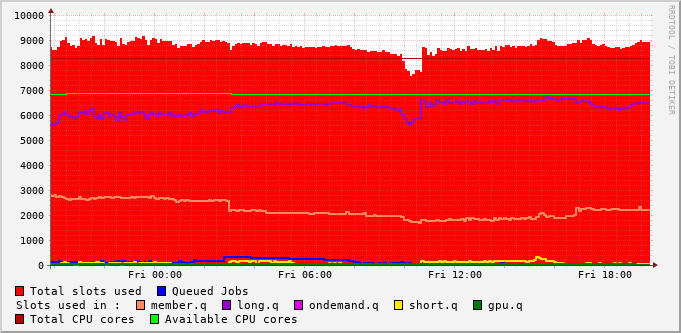 RRDTOOL / TOBI OETIKER
10000
9000
8000
7000
6000
5000
4000
3000
2000
1000
0
Fri 00:00 Fri 06:00 Fri 12:00 Fri 18:00
Total slots used Queued Jobs
Slots used in : member.q long.q ondemand.q short.q gpu.q
Total CPU cores Available CPU cores